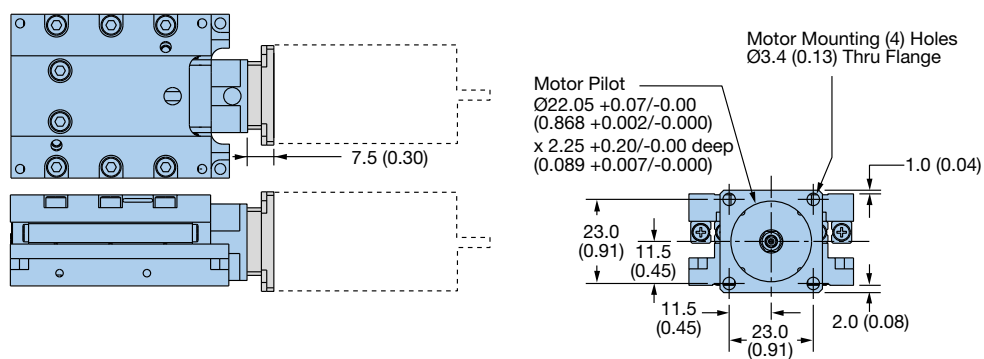 Motor Mounting (4) Holes
Ø3.4 (0.13) Thru Flange
Motor Pilot
Ø22.05 +0.07/-0.00
(0.868 +0.002/-0.000)
x 2.25 +0.20/-0.00 deep
(0.089 +0.007/-0.000)
7.5 (0.30)
1.0 (0.04)
23.0
(0.91)
11.5
(0.45)
11.5
(0.45)
23.0
(0.91)
2.0 (0.08)